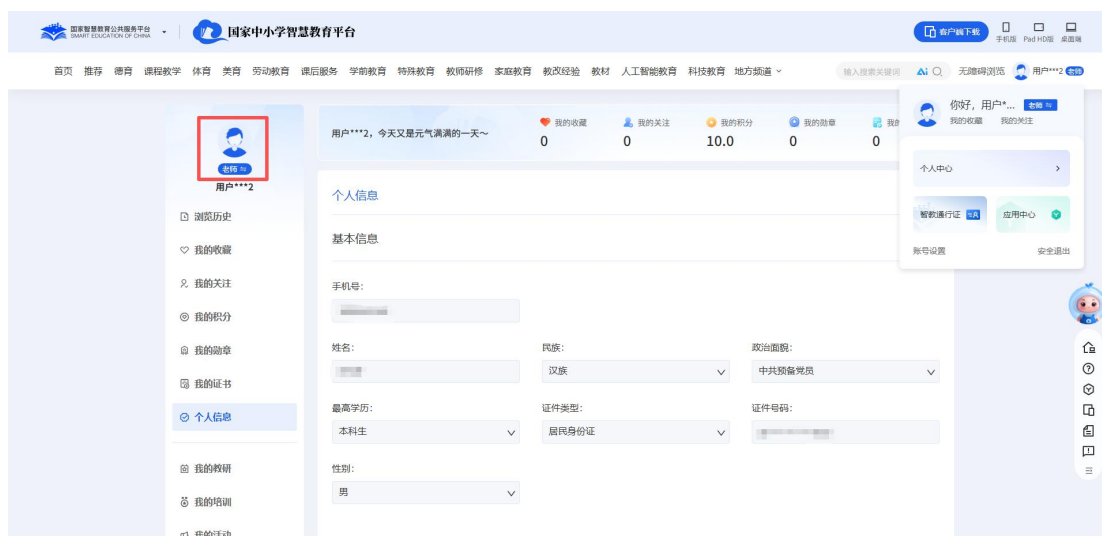 国家智慧教育公共服务平台
SMART EDUCATION OF CHINA
国家中小学智慧教育平台
客户端下载
手机版 Pad HD版 桌面端
首页 推荐 德育 课程教学 体育 美育 劳动教育 课后服务 学前教育 特殊教育 教师研修 家庭教育 教改经验 教材 人工智能教育 科技教育 地方频道
输入搜索关键词 Ai 无障碍浏览 用户***2 老师
你好，用户*... 老师
我的收藏 我的关注
个人中心
智教通行证 应用中心
账号设置 安全退出
老师
用户***2
用户***2，今天又是元气满满的一天～
我的收藏 我的关注 我的积分 我的勋章 我的
0 0 10.0 0 0
浏览历史
我的收藏
我的关注
我的积分
我的勋章
我的证书
个人信息
我的教研
我的培训
我的活动
个人信息
基本信息
手机号：
姓名： 民族： 政治面貌：
汉族 中共预备党员
最高学历： 证件类型： 证件号码：
本科生 居民身份证
性别：
男